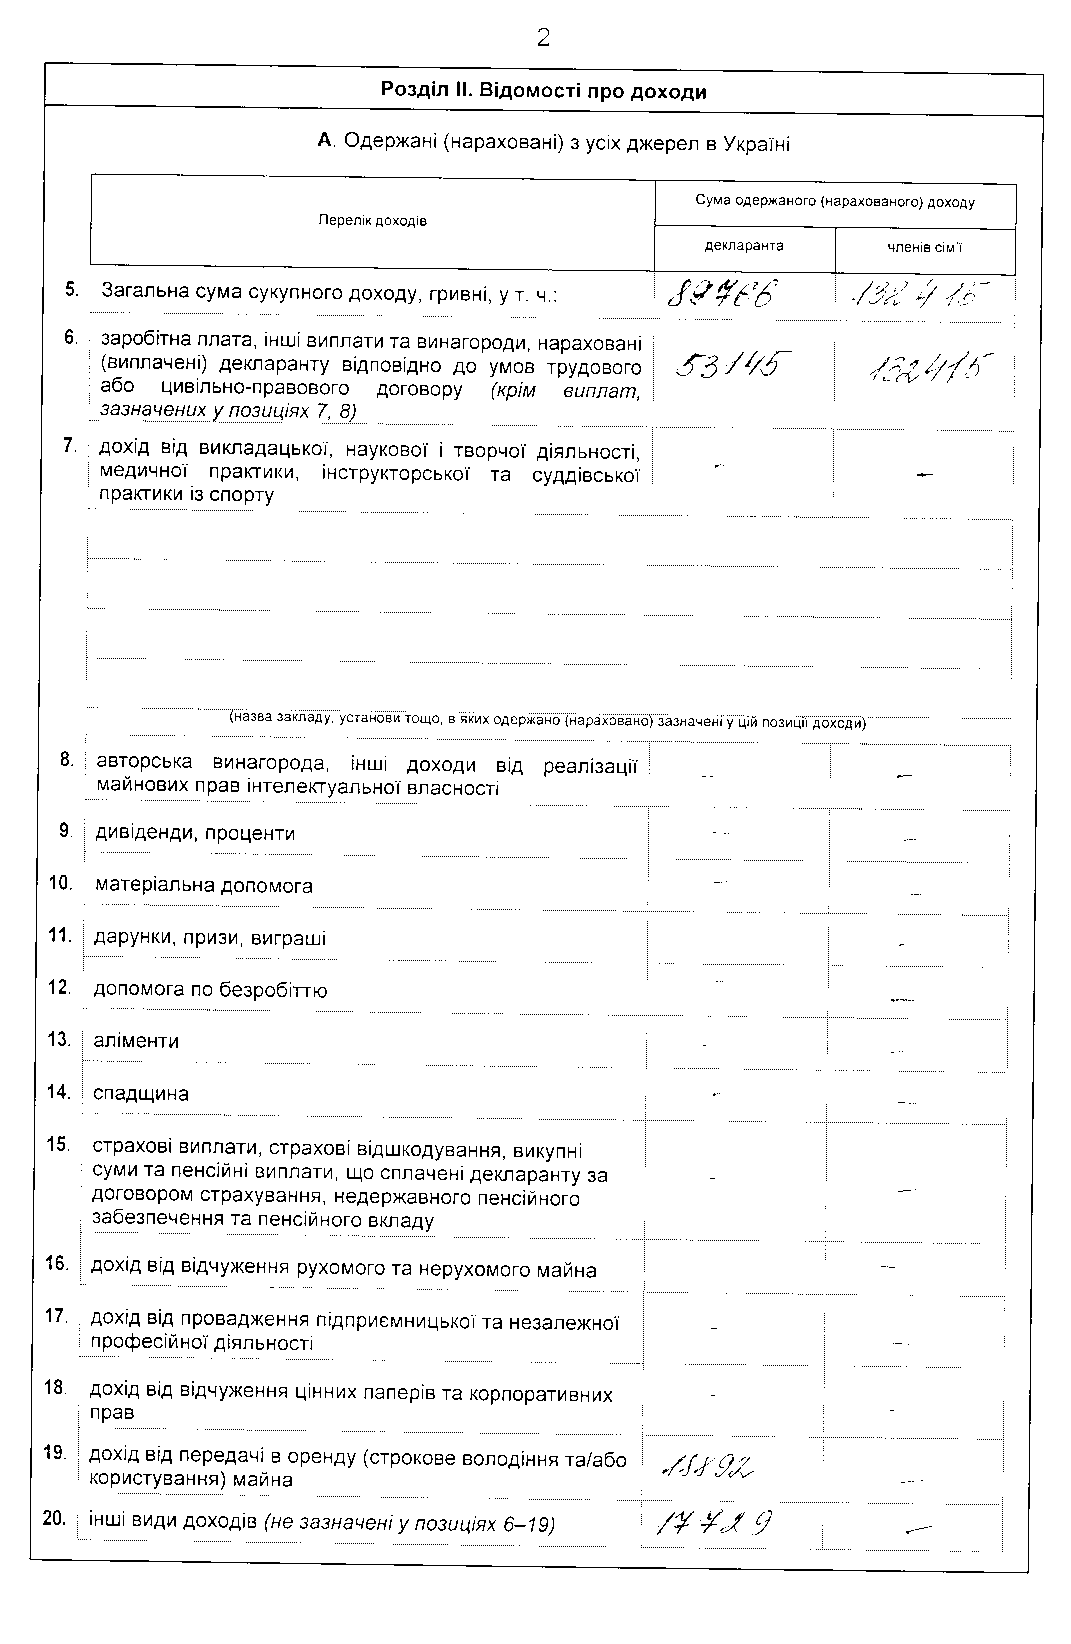 2
Розділ II. Відомості про доходи
А. Одержані (нараховані) з усіх джерел в Україні
Перелік доходів
Сума одержаного (нарахованого) доходу
декларанта
членів сім'ї
5. Загальна сума сукупного доходу, гривні, у т. ч.: 89766 132415
6. заробітна плата, інші виплати та винагороди, нараховані
(виплачені) декларанту відповідно до умов трудового 53145 132415
або цивільно-правового договору (крім виплат,
зазначених у позиціях 7, 8)
7. дохід від викладацької, наукової і творчої діяльності,
медичної практики, інструкторської та суддівської - -
практики із спорту
(назва закладу, установи тощо, в яких одержано (нараховано) зазначені у цій позиції доходи)
8. авторська винагорода, інші доходи від реалізації - -
майнових прав інтелектуальної власності
9. дивіденди, проценти - -
10. матеріальна допомога - -
11. дарунки, призи, виграші -
12. допомога по безробіттю - -
13. аліменти - -
14. спадщина - -
15. страхові виплати, страхові відшкодування, викупні
суми та пенсійні виплати, що сплачені декларанту за - -
договором страхування, недержавного пенсійного
забезпечення та пенсійного вкладу
16. дохід від відчуження рухомого та нерухомого майна -
17. дохід від провадження підприємницької та незалежної - -
професійної діяльності
18. дохід від відчуження цінних паперів та корпоративних - -
прав
19. дохід від передачі в оренду (строкове володіння та/або 18892 -
користування) майна
20. інші види доходів (не зазначені у позиціях 6–19) 17729 -